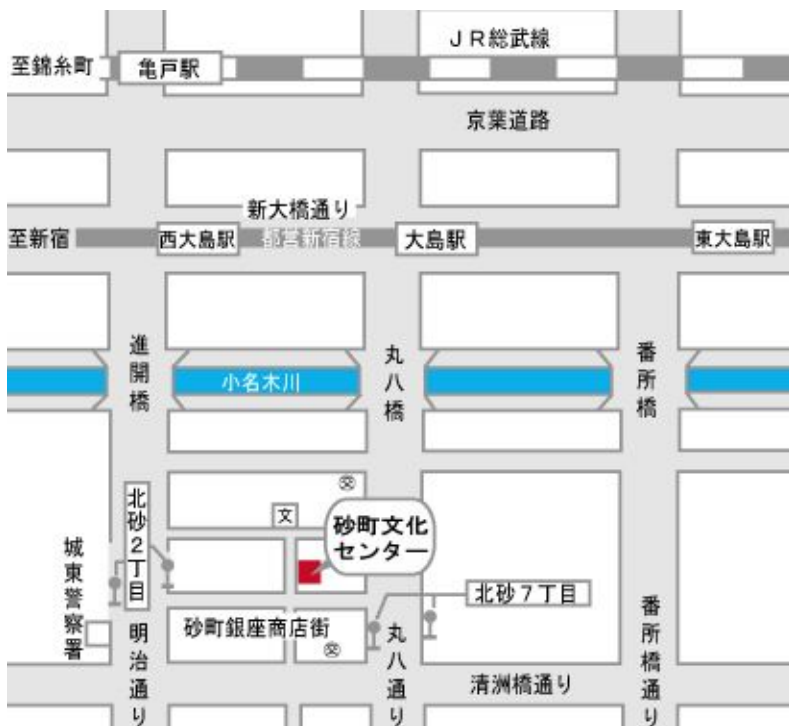 ＪＲ総武線
至錦糸町
亀戸駅
京葉道路
新大橋通り
至新宿
西大島駅
都営新宿線
大島駅
東大島駅
進開橋
丸八橋
番所橋
小名木川
交
文
北砂２丁目
砂町文化
センター
城東警察署
北砂７丁目
砂町銀座商店街
交
明治通り
丸八通り
番所橋通り
清洲橋通り